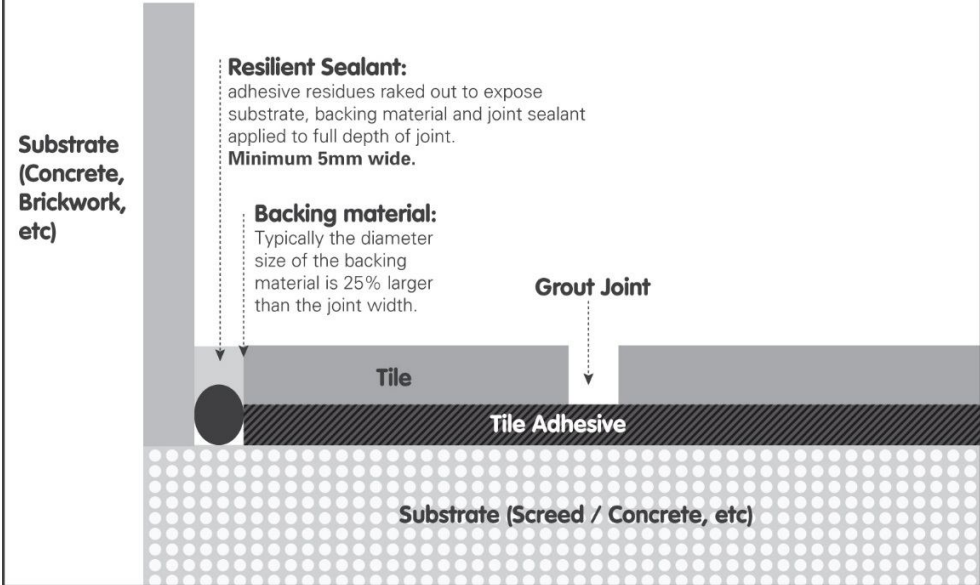 Resilient Sealant:
adhesive residues raked out to expose
substrate, backing material and joint sealant
applied to full depth of joint.
Minimum 5mm wide.
Substrate
(Concrete,
Brickwork,
etc)
Backing material:
Typically the diameter
size of the backing
material is 25% larger
than the joint width.
Grout Joint
Tile
Tile Adhesive
Substrate (Screed / Concrete, etc)